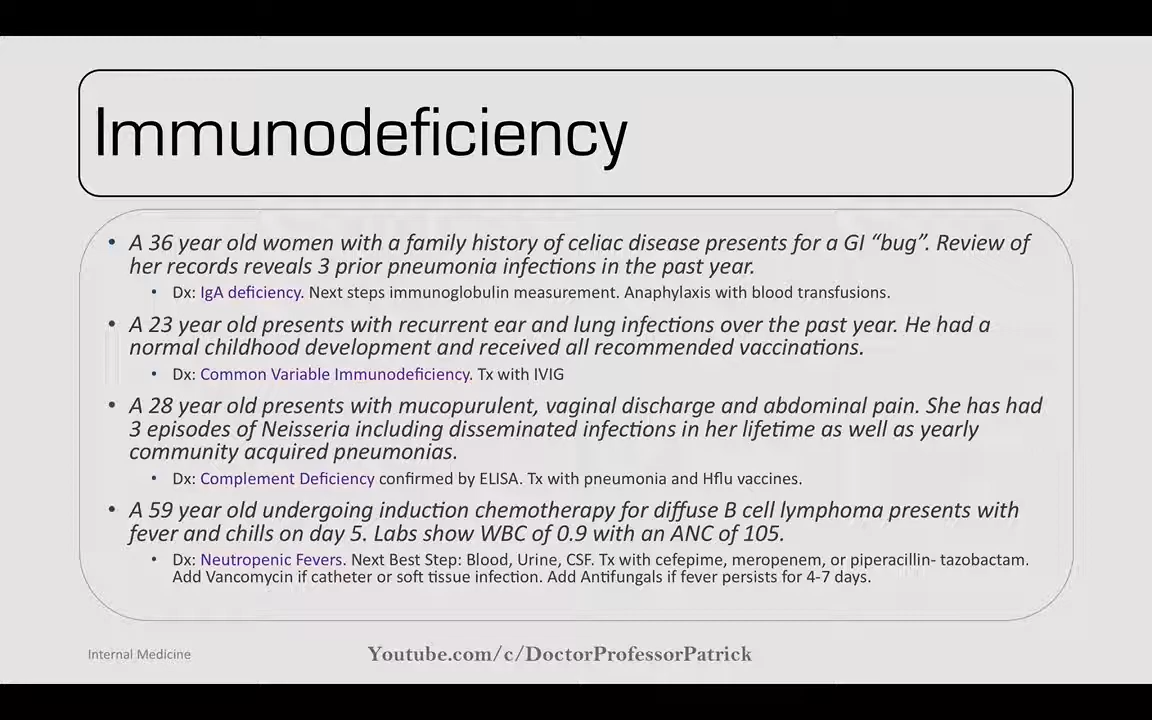 Immunodeficiency
• A 36 year old women with a family history of celiac disease presents for a GI “bug”. Review of
her records reveals 3 prior pneumonia infections in the past year.
• Dx: IgA deficiency. Next steps immunoglobulin measurement. Anaphylaxis with blood transfusions.
• A 23 year old presents with recurrent ear and lung infections over the past year. He had a
normal childhood development and received all recommended vaccinations.
• Dx: Common Variable Immunodeficiency. Tx with IVIG
• A 28 year old presents with mucopurulent, vaginal discharge and abdominal pain. She has had
3 episodes of Neisseria including disseminated infections in her lifetime as well as yearly
community acquired pneumonias.
• Dx: Complement Deficiency confirmed by ELISA. Tx with pneumonia and Hflu vaccines.
• A 59 year old undergoing induction chemotherapy for diffuse B cell lymphoma presents with
fever and chills on day 5. Labs show WBC of 0.9 with an ANC of 105.
• Dx: Neutropenic Fevers. Next Best Step: Blood, Urine, CSF. Tx with cefepime, meropenem, or piperacillin- tazobactam.
Add Vancomycin if catheter or soft tissue infection. Add Antifungals if fever persists for 4-7 days.
Internal Medicine
Youtube.com/c/DoctorProfessorPatrick